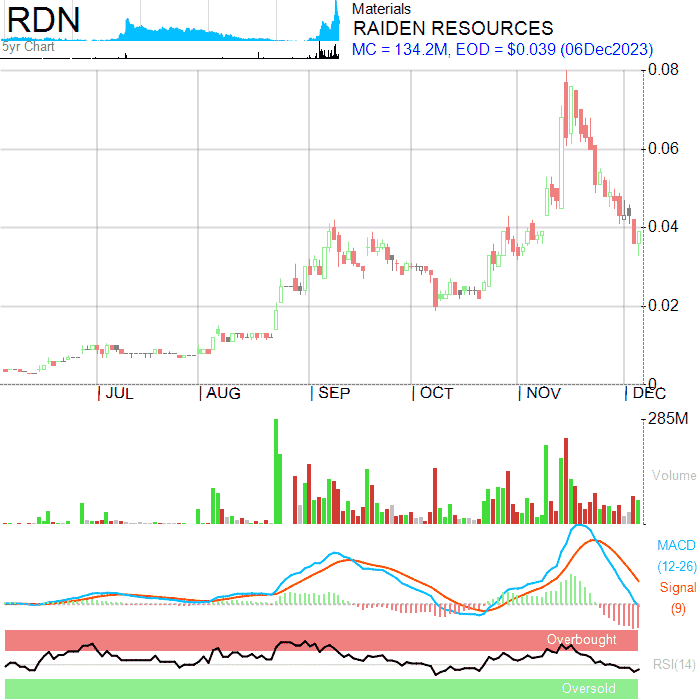 RDN
5yr Chart
Materials
RAIDEN RESOURCES
MC = 134.2M, EOD = $0.039 (06Dec2023)
0.08
0.06
0.04
0.02
0
JUL
AUG
SEP
OCT
NOV
DEC
285M
Volume
MACD
(12-26)
Signal
(9)
Overbought
RSI(14)
Oversold